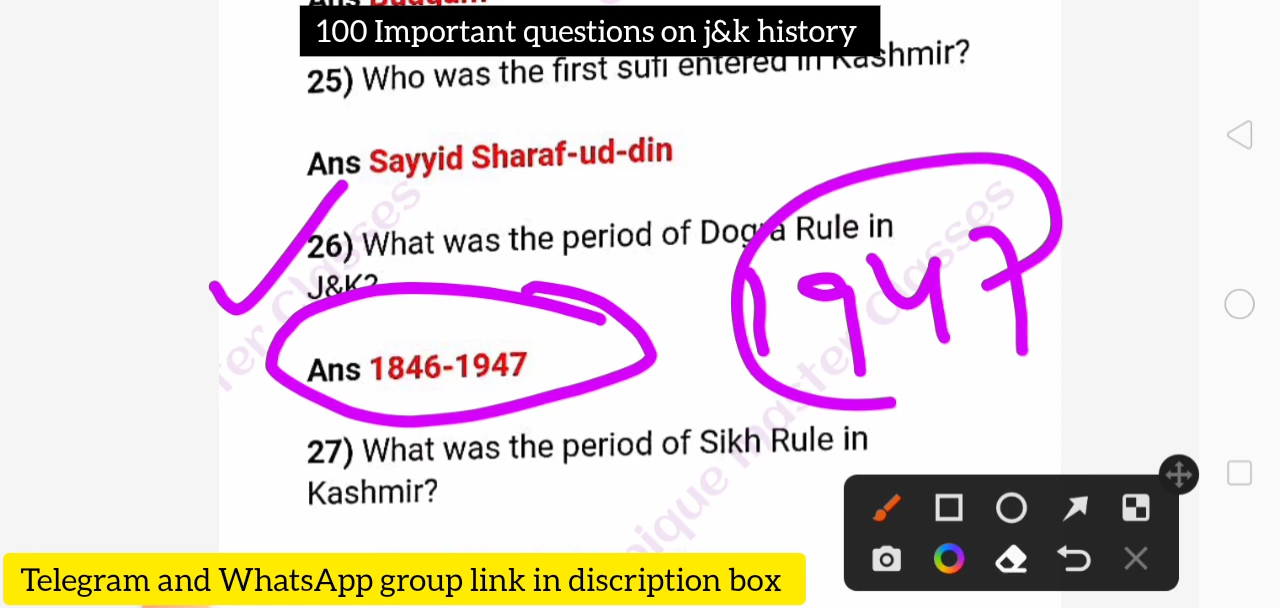 Ans Budgam
100 Important questions on j&k history
25) Who was the first sufi entered in Kashmir?
Ans Sayyid Sharaf-ud-din
26) What was the period of Dogra Rule in
J&K?
1947
Ans 1846-1947
27) What was the period of Sikh Rule in
Kashmir?
Telegram and WhatsApp group link in discription box